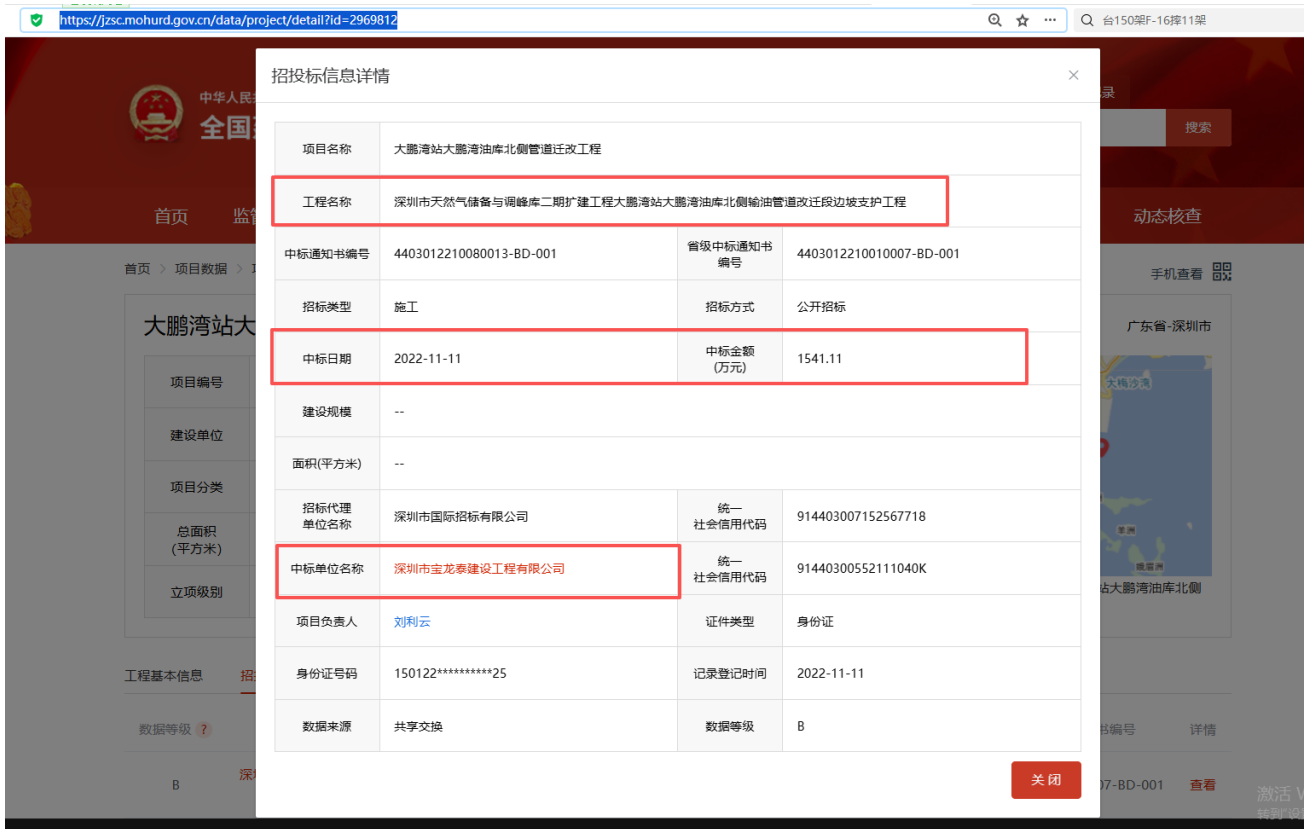 https://jzsc.mohurd.gov.cn/data/project/detail?id=2969812
台150架F-16摔11架
招投标信息详情
中华人民
全国
录
搜索
首页
动态核查
首页 > 项目数据 >
手机查看
大鹏湾站大
广东省-深圳市
项目编号
建设单位
项目分类
总面积
(平方米)
立项级别
大梅沙湾
站大鹏湾油库北侧
项目名称 大鹏湾站大鹏湾油库北侧管道迁改工程
工程名称 深圳市天然气储备与调峰库二期扩建工程大鹏湾站大鹏湾油库北侧输油管道改迁段边坡支护工程
中标通知书编号 4403012210080013-BD-001 省级中标通知书编号 4403012210010007-BD-001
招标类型 施工 招标方式 公开招标
中标日期 2022-11-11 中标金额(万元) 1541.11
建设规模 --
面积(平方米) --
招标代理单位名称 深圳市国际招标有限公司 统一社会信用代码 914403007152567718
中标单位名称 深圳市宝龙泰建设工程有限公司 统一社会信用代码 91440300552111040K
项目负责人 刘利云 证件类型 身份证
身份证号码 150122**********25 记录登记时间 2022-11-11
数据来源 共享交换 数据等级 B
关 闭
工程基本信息 招
数据等级 ? 书编号 详情
B 深 07-BD-001 查看